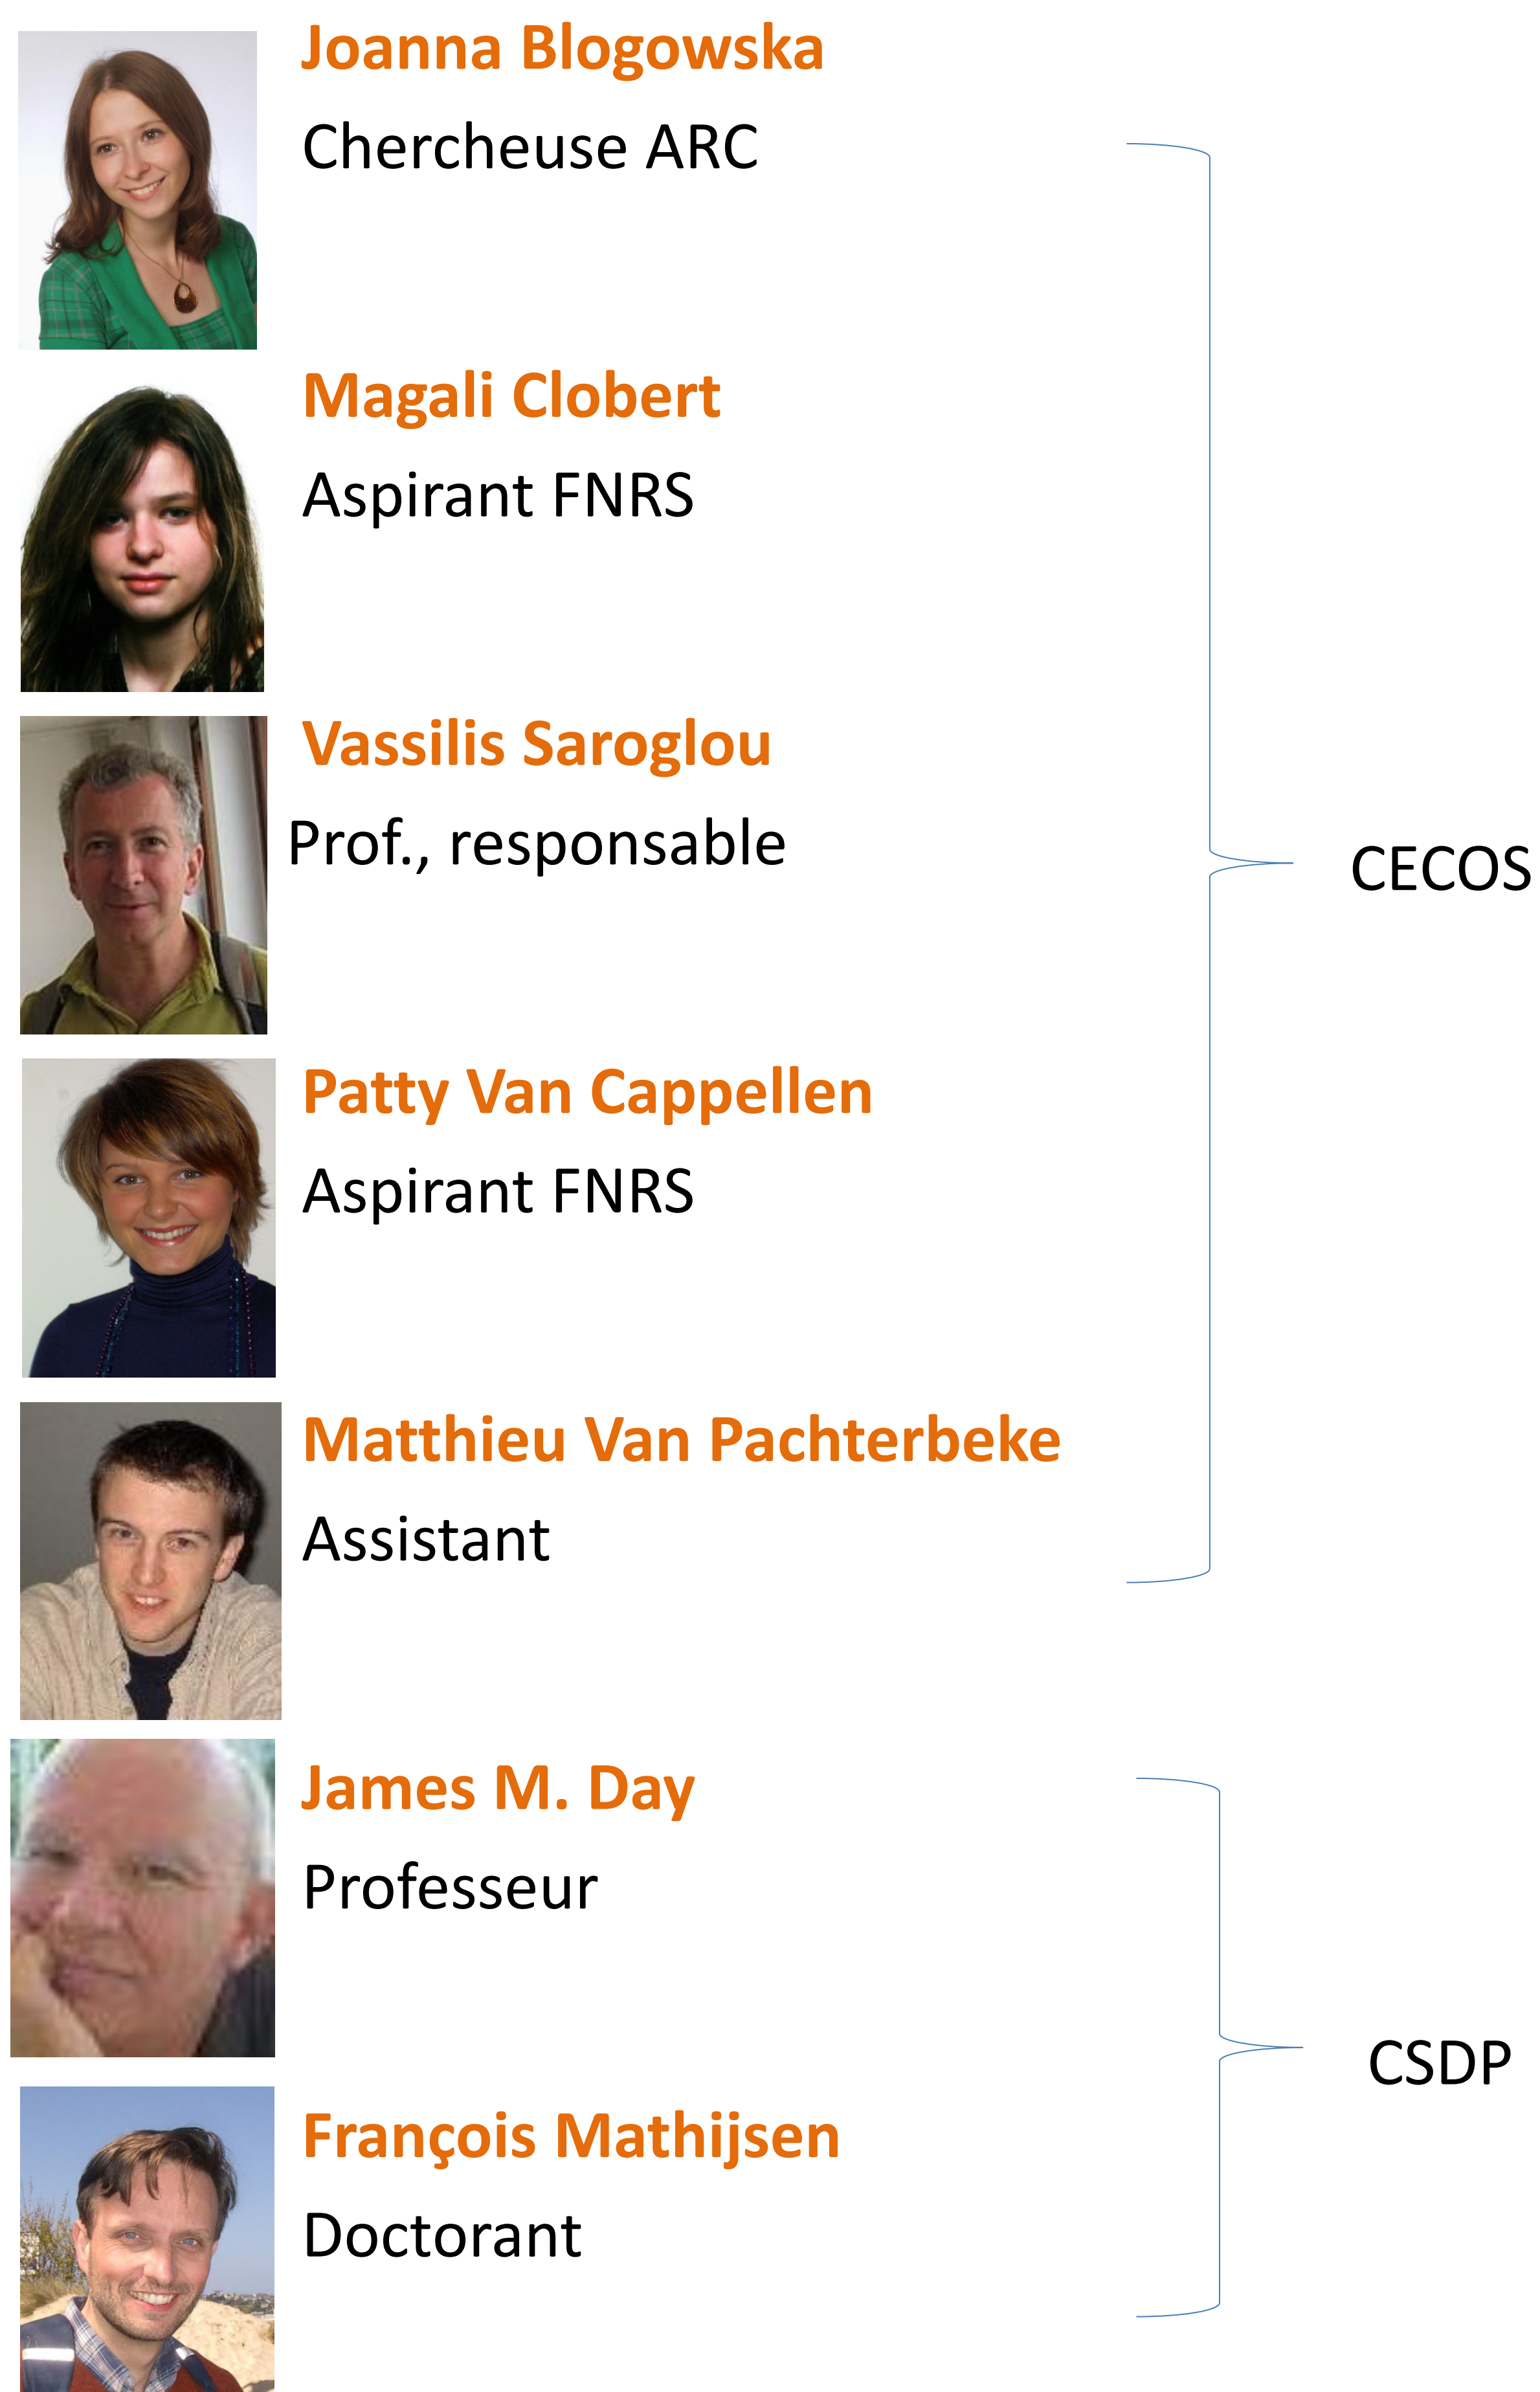 Joanna Blogowska
Chercheuse ARC
Magali Clobert
Aspirant FNRS
Vassilis Saroglou
Prof., responsable
CECOS
Patty Van Cappellen
Aspirant FNRS
Matthieu Van Pachterbeke
Assistant
James M. Day
Professeur
CSDP
François Mathijsen
Doctorant